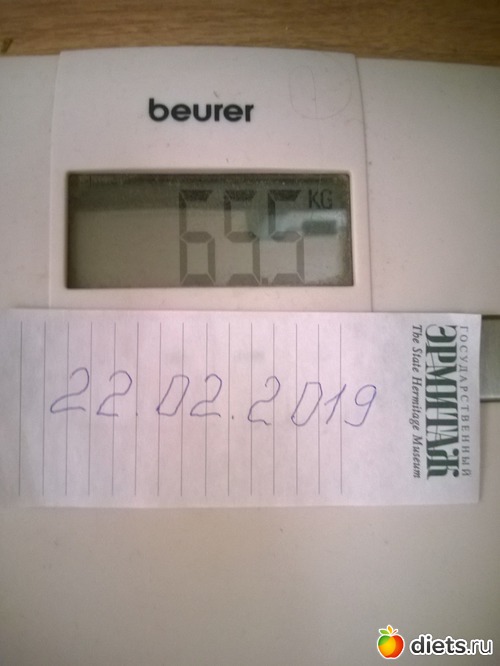 beurer
65.5 KG
22.02.2019
ГОСУДАРСТВЕННЫЙ
ЭРМИТАЖ
The State Hermitage Museum
diets.ru